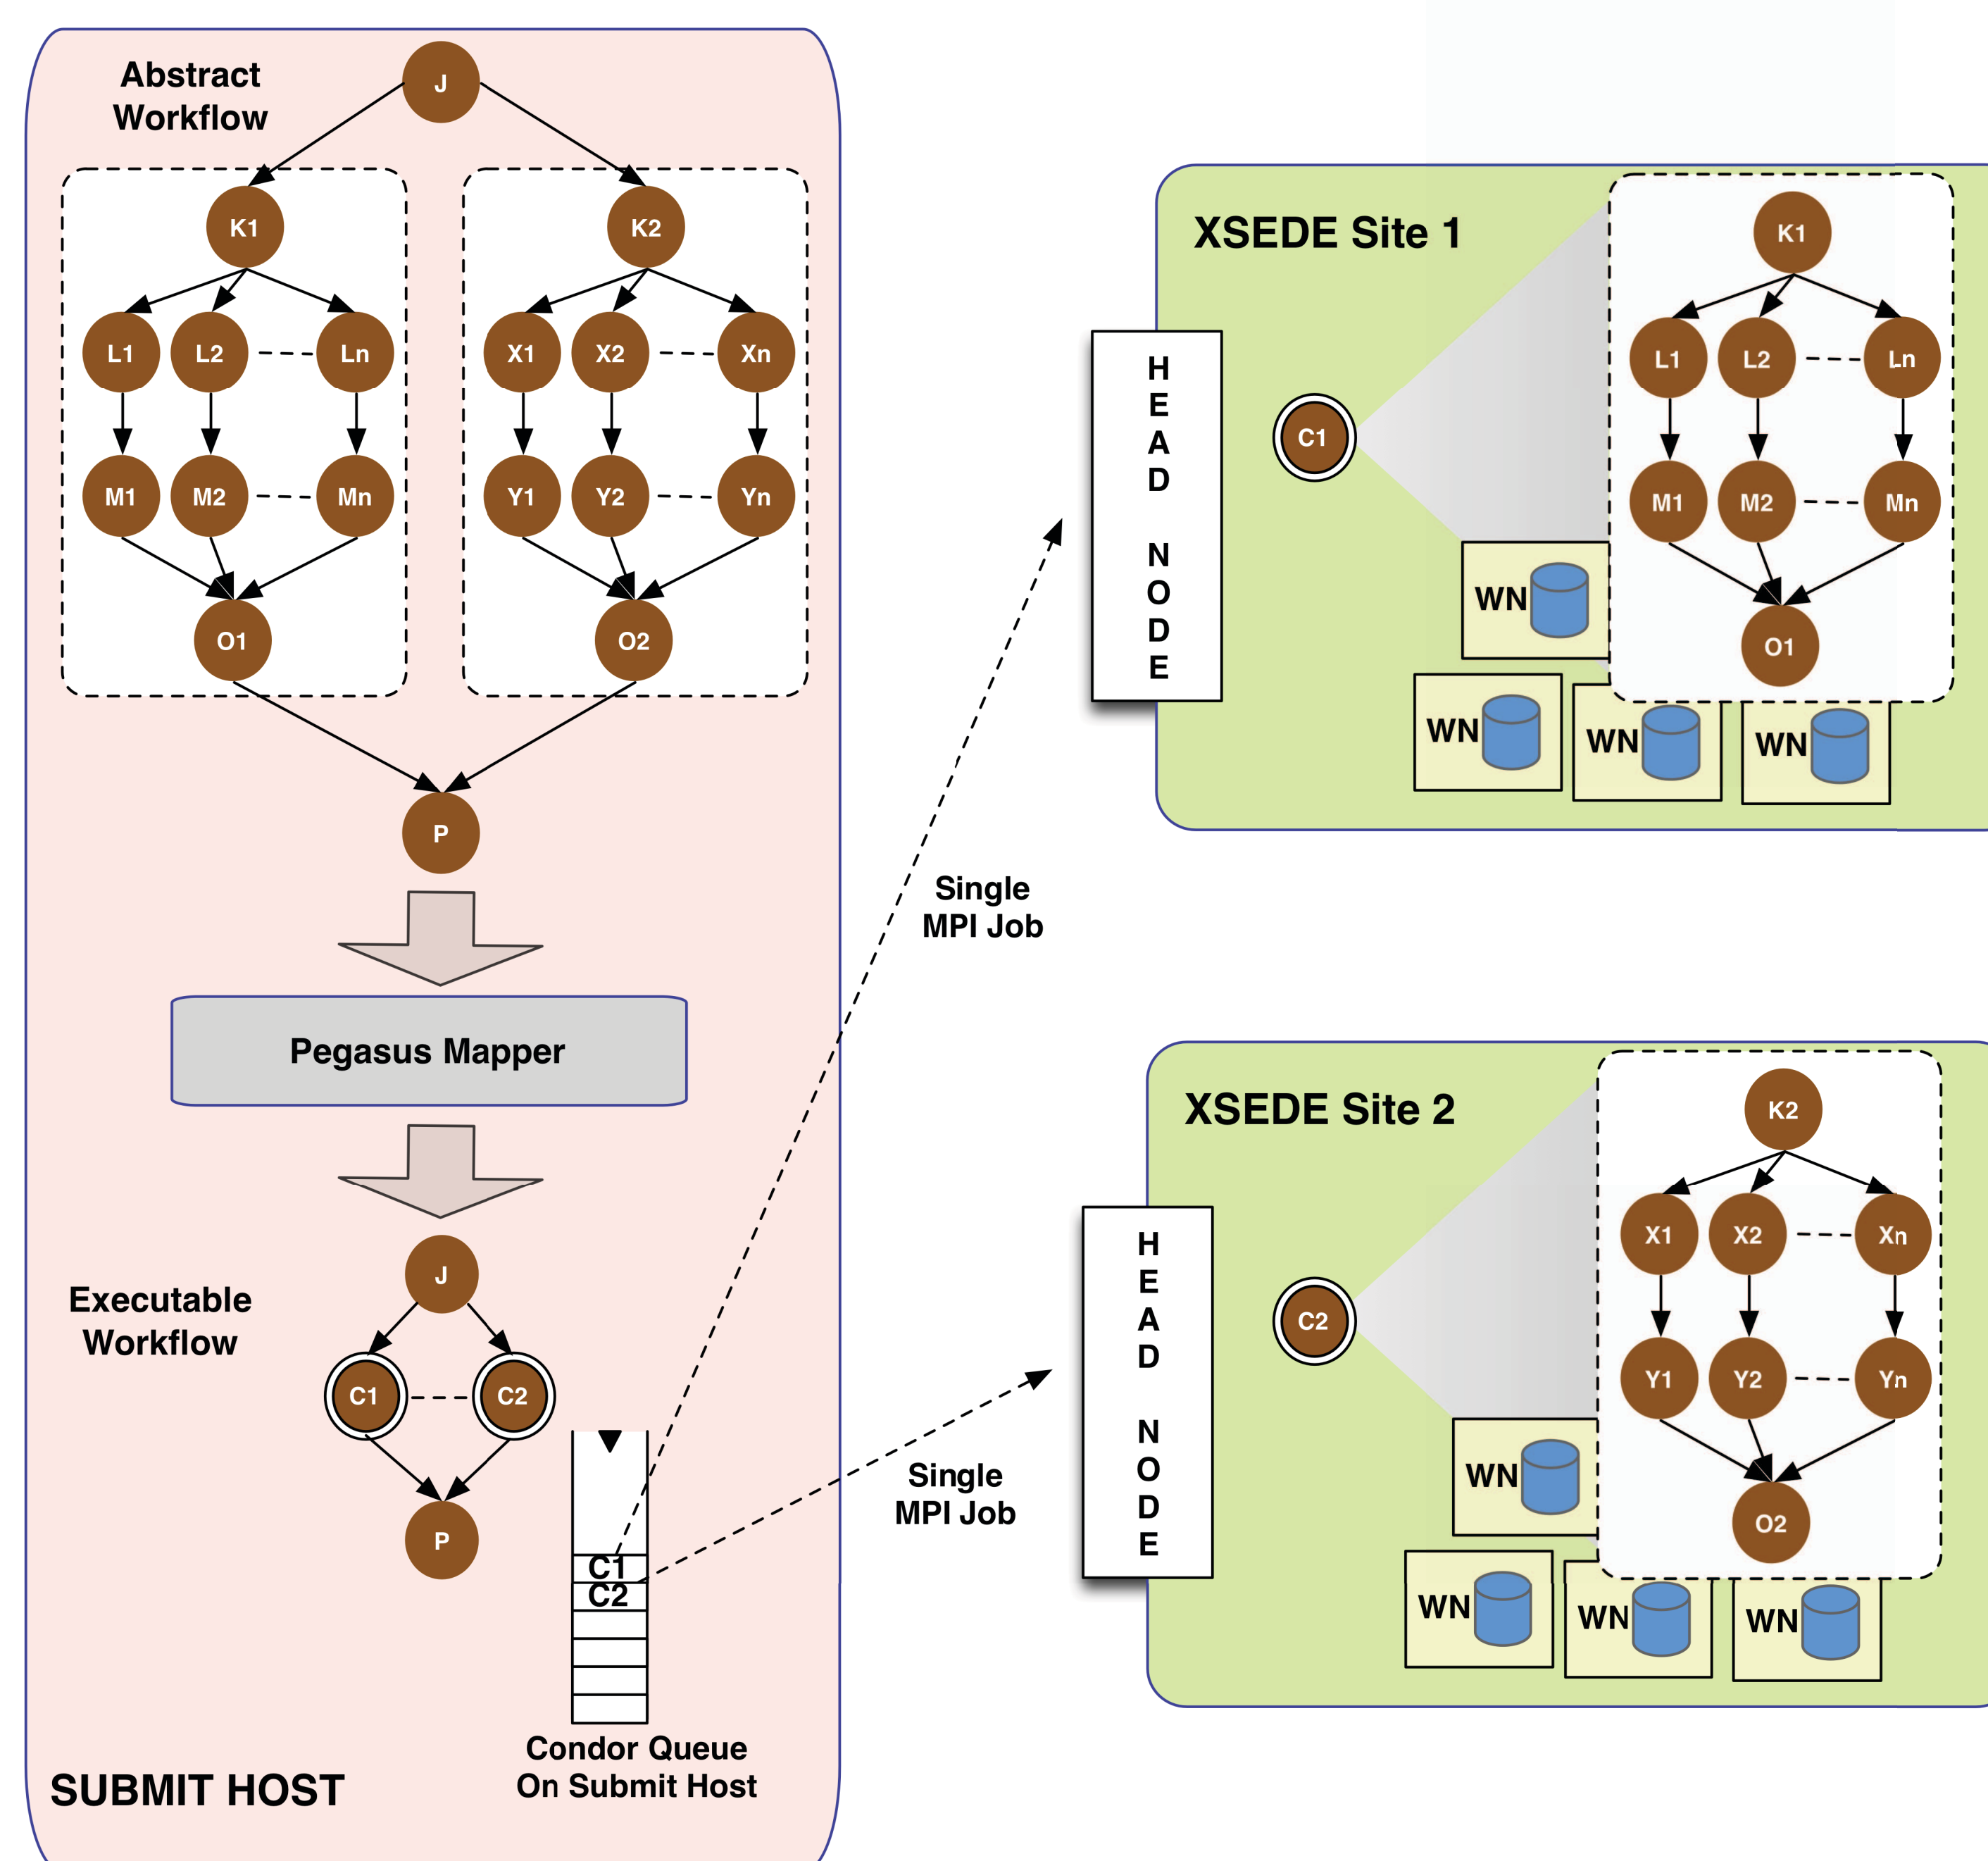 Abstract
Workflow
J
K1
K2
L1 L2 Ln
X1 X2 Xn
M1 M2 Mn
Y1 Y2 Yn
O1
O2
P
Pegasus Mapper
Executable
Workflow
J
C1 C2
P
C1
C2
Condor Queue
On Submit Host
SUBMIT HOST
Single
MPI Job
Single
MPI Job
XSEDE Site 1
HEAD NODE
C1
K1
L1 L2 Ln
M1 M2 Mn
O1
WN
WN
WN
WN
XSEDE Site 2
HEAD NODE
C2
K2
X1 X2 Xn
Y1 Y2 Yn
O2
WN
WN
WN
WN